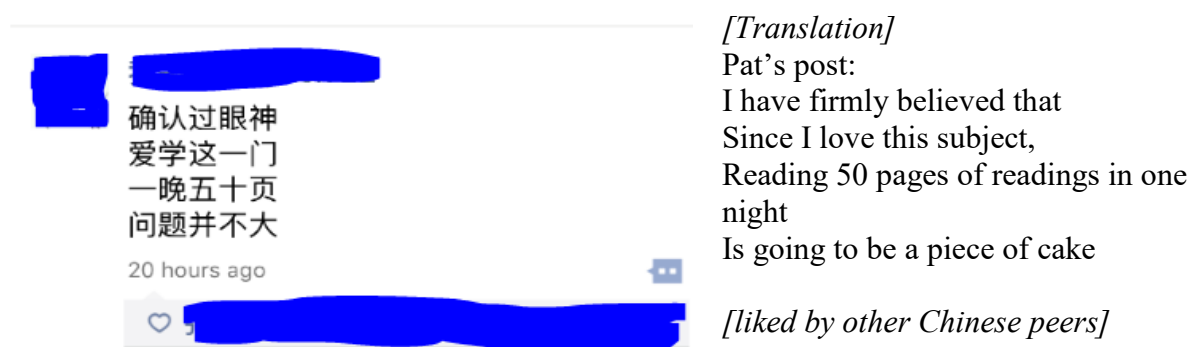 确认过眼神
爱学这一门
一晚五十页
问题并不大
20 hours ago
[Translation]
Pat’s post:
I have firmly believed that
Since I love this subject,
Reading 50 pages of readings in one
night
Is going to be a piece of cake
[liked by other Chinese peers]